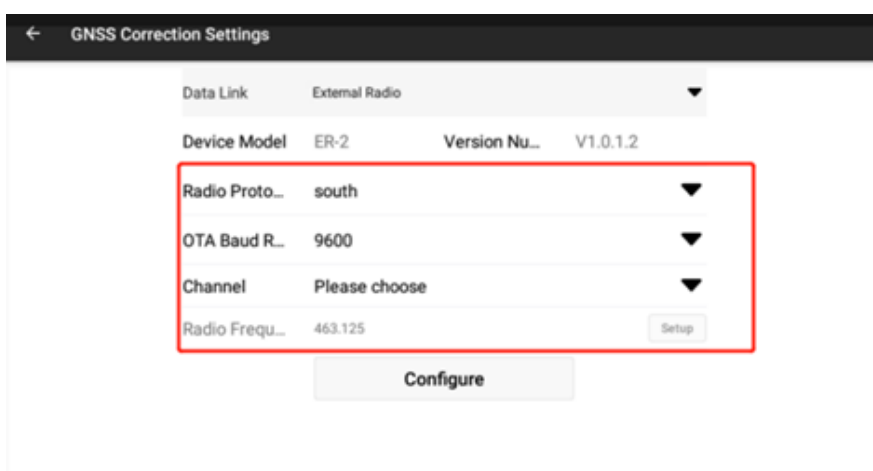 ← GNSS Correction Settings
Data Link External Radio
Device Model ER-2 Version Nu... V1.0.1.2
Radio Proto... south
OTA Baud R... 9600
Channel Please choose
Radio Frequ... 463.125 Setup
Configure